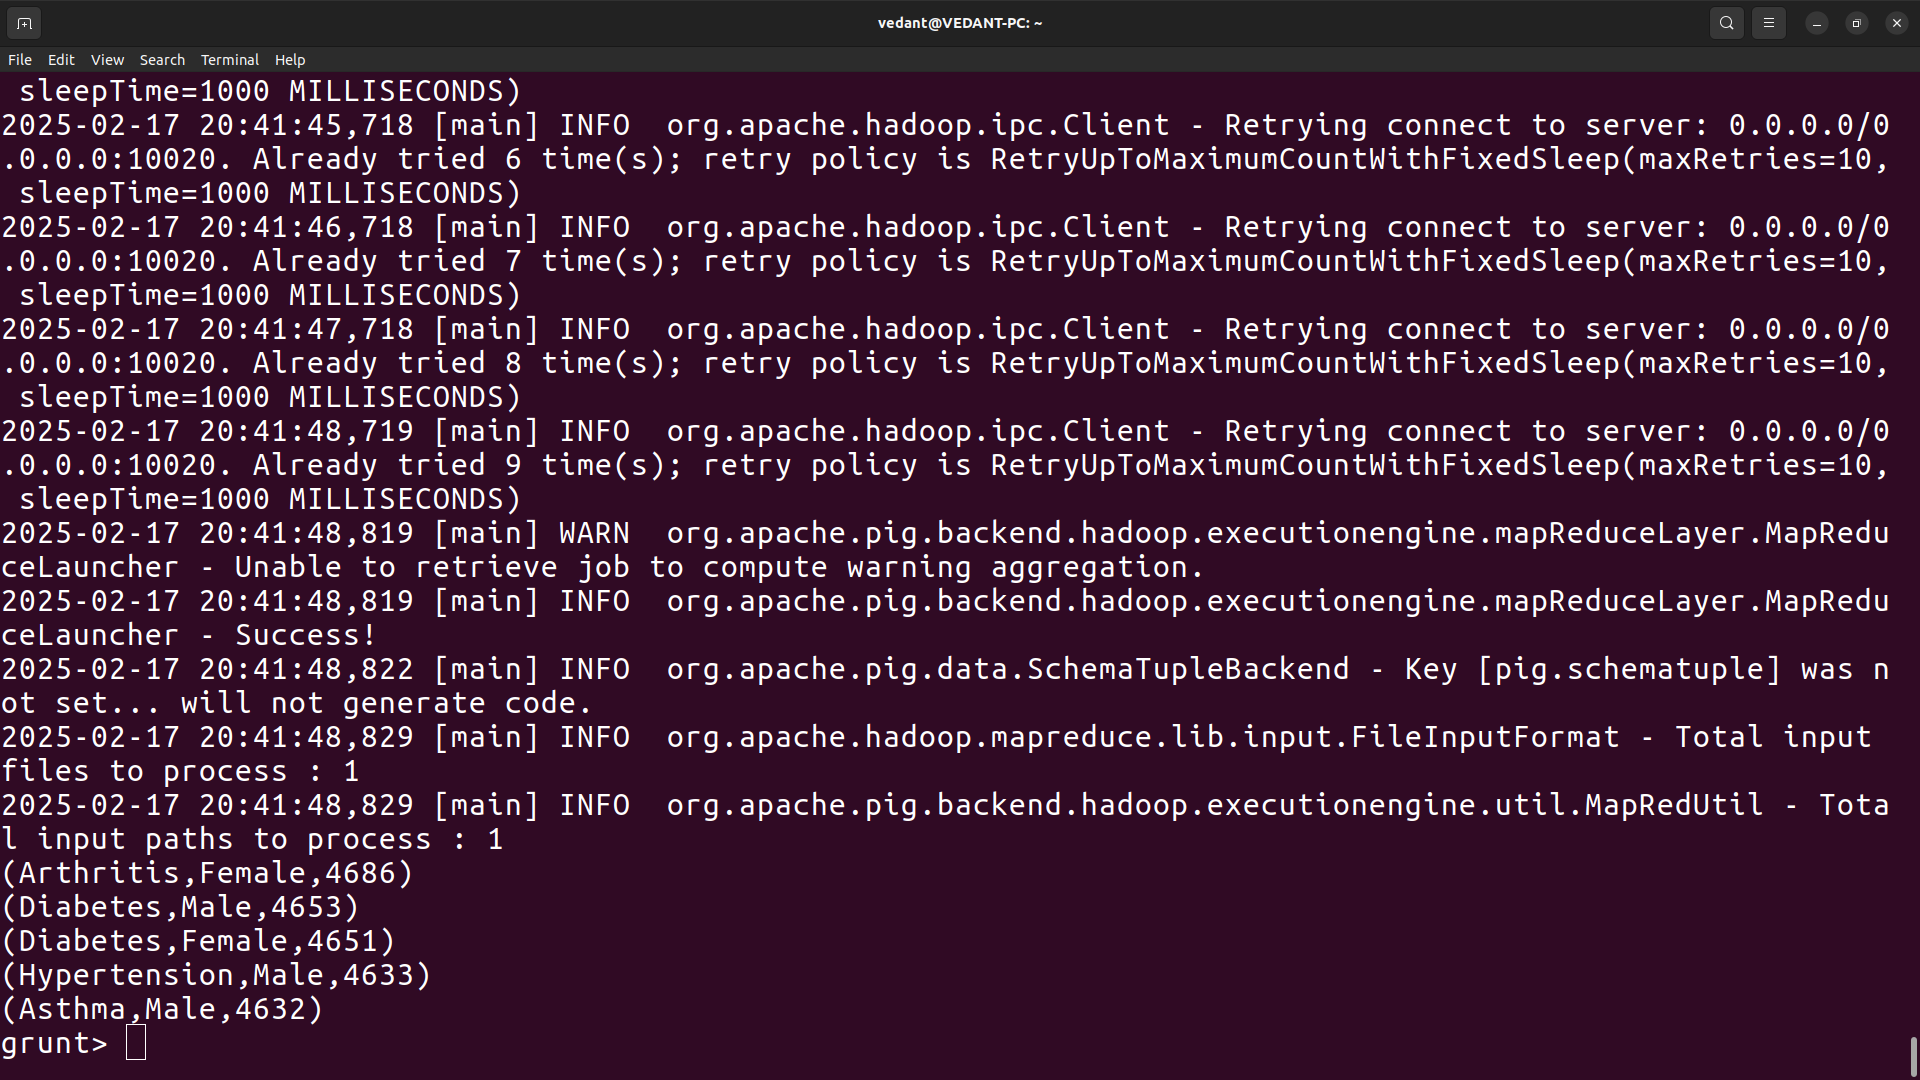 vedant@VEDANT-PC: ~
File Edit View Search Terminal Help
 sleepTime=1000 MILLISECONDS)
2025-02-17 20:41:45,718 [main] INFO  org.apache.hadoop.ipc.Client - Retrying connect to server: 0.0.0.0/0
.0.0.0:10020. Already tried 6 time(s); retry policy is RetryUpToMaximumCountWithFixedSleep(maxRetries=10,
 sleepTime=1000 MILLISECONDS)
2025-02-17 20:41:46,718 [main] INFO  org.apache.hadoop.ipc.Client - Retrying connect to server: 0.0.0.0/0
.0.0.0:10020. Already tried 7 time(s); retry policy is RetryUpToMaximumCountWithFixedSleep(maxRetries=10,
 sleepTime=1000 MILLISECONDS)
2025-02-17 20:41:47,718 [main] INFO  org.apache.hadoop.ipc.Client - Retrying connect to server: 0.0.0.0/0
.0.0.0:10020. Already tried 8 time(s); retry policy is RetryUpToMaximumCountWithFixedSleep(maxRetries=10,
 sleepTime=1000 MILLISECONDS)
2025-02-17 20:41:48,719 [main] INFO  org.apache.hadoop.ipc.Client - Retrying connect to server: 0.0.0.0/0
.0.0.0:10020. Already tried 9 time(s); retry policy is RetryUpToMaximumCountWithFixedSleep(maxRetries=10,
 sleepTime=1000 MILLISECONDS)
2025-02-17 20:41:48,819 [main] WARN  org.apache.pig.backend.hadoop.executionengine.mapReduceLayer.MapRedu
ceLauncher - Unable to retrieve job to compute warning aggregation.
2025-02-17 20:41:48,819 [main] INFO  org.apache.pig.backend.hadoop.executionengine.mapReduceLayer.MapRedu
ceLauncher - Success!
2025-02-17 20:41:48,822 [main] INFO  org.apache.pig.data.SchemaTupleBackend - Key [pig.schematuple] was n
ot set... will not generate code.
2025-02-17 20:41:48,829 [main] INFO  org.apache.hadoop.mapreduce.lib.input.FileInputFormat - Total input
files to process : 1
2025-02-17 20:41:48,829 [main] INFO  org.apache.pig.backend.hadoop.executionengine.util.MapRedUtil - Tota
l input paths to process : 1
(Arthritis,Female,4686)
(Diabetes,Male,4653)
(Diabetes,Female,4651)
(Hypertension,Male,4633)
(Asthma,Male,4632)
grunt>